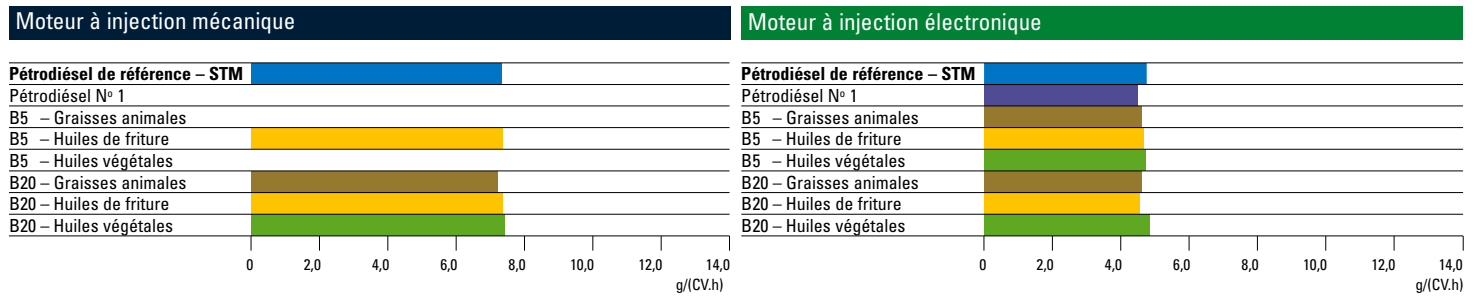 Moteur à injection mécanique
Pétrodiésel de référence – STM
Pétrodiésel Nº 1
B5 – Graisses animales
B5 – Huiles de friture
B5 – Huiles végétales
B20 – Graisses animales
B20 – Huiles de friture
B20 – Huiles végétales
0 2,0 4,0 6,0 8,0 10,0 12,0 14,0
g/(CV.h)
Moteur à injection électronique
Pétrodiésel de référence – STM
Pétrodiésel Nº 1
B5 – Graisses animales
B5 – Huiles de friture
B5 – Huiles végétales
B20 – Graisses animales
B20 – Huiles de friture
B20 – Huiles végétales
0 2,0 4,0 6,0 8,0 10,0 12,0 14,0
g/(CV.h)